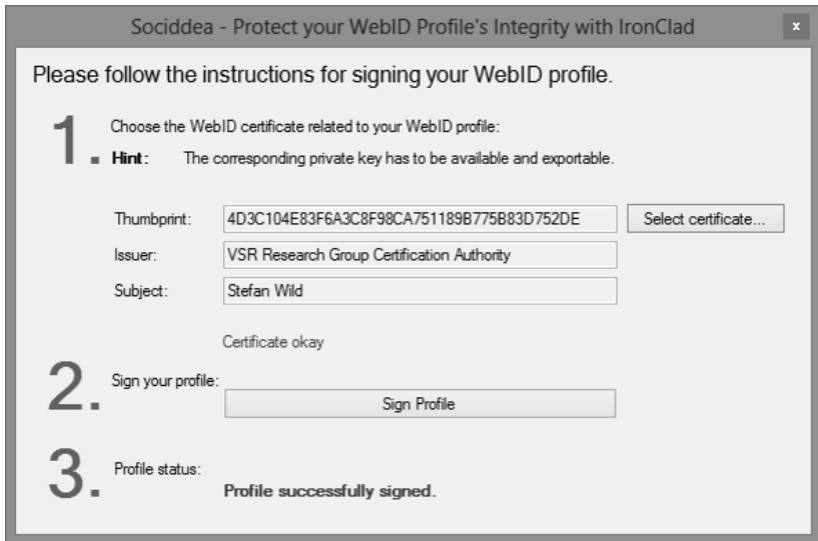 Sociddea - Protect your WebID Profile's Integrity with IronClad x
Please follow the instructions for signing your WebID profile.
1. Choose the WebID certificate related to your WebID profile:
Hint: The corresponding private key has to be available and exportable.
Thumbprint: 4D3C104E83F6A3C8F98CA751189B775B83D752DE Select certificate...
Issuer: VSR Research Group Certification Authority
Subject: Stefan Wild
Certificate okay
2. Sign your profile:
Sign Profile
3. Profile status:
Profile successfully signed.